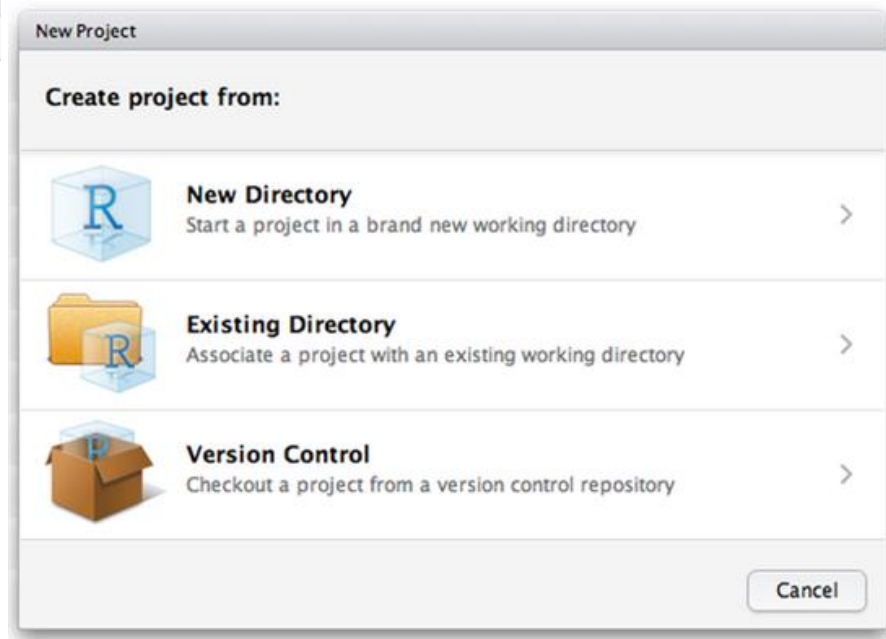 New Project
Create project from:
R
New Directory
Start a project in a brand new working directory
R
Existing Directory
Associate a project with an existing working directory
R
Version Control
Checkout a project from a version control repository
Cancel